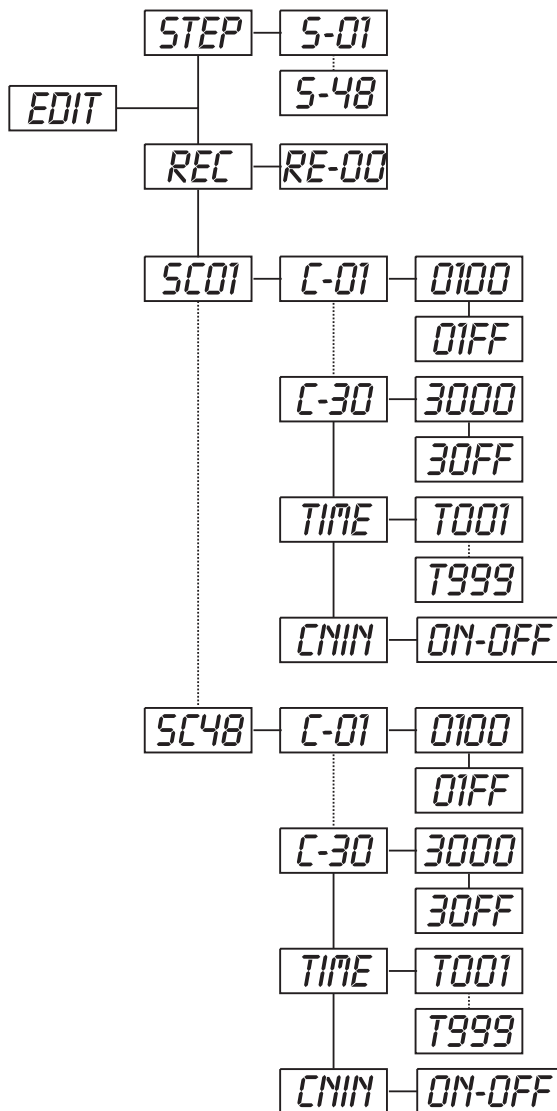 STEP S-01
S-48
EDIT
REC RE-00
SC01 C-01 0100
01FF
C-30 3000
30FF
TIME T001
T999
CNIN ON-OFF
SC48 C-01 0100
01FF
C-30 3000
30FF
TIME T001
T999
CNIN ON-OFF